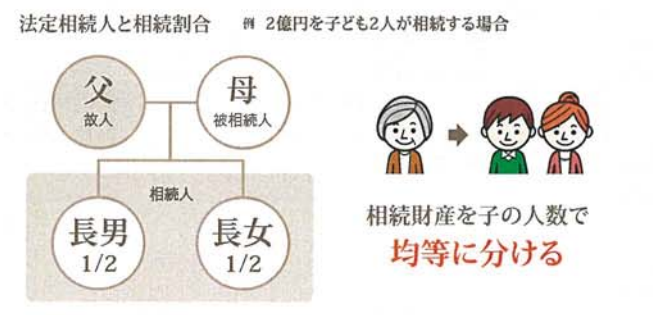 法定相続人と相続割合 例 2億円を子ども2人が相続する場合
父
故人
母
被相続人
相続人
長男
1/2
長女
1/2
相続財産を子の人数で
均等に分ける